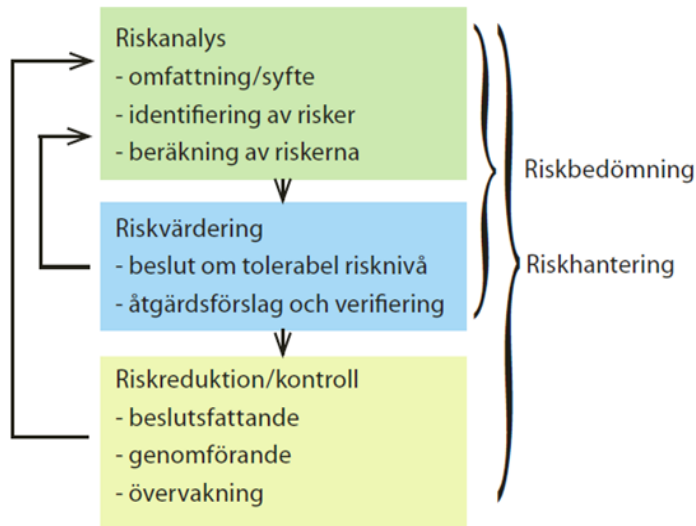 Riskanalys
- omfattning/syfte
- identifiering av risker
- beräkning av riskerna
Riskvärdering
- beslut om tolerabel risknivå
- åtgärdsförslag och verifiering
Riskreduktion/kontroll
- beslutsfattande
- genomförande
- övervakning
Riskbedömning
Riskhantering